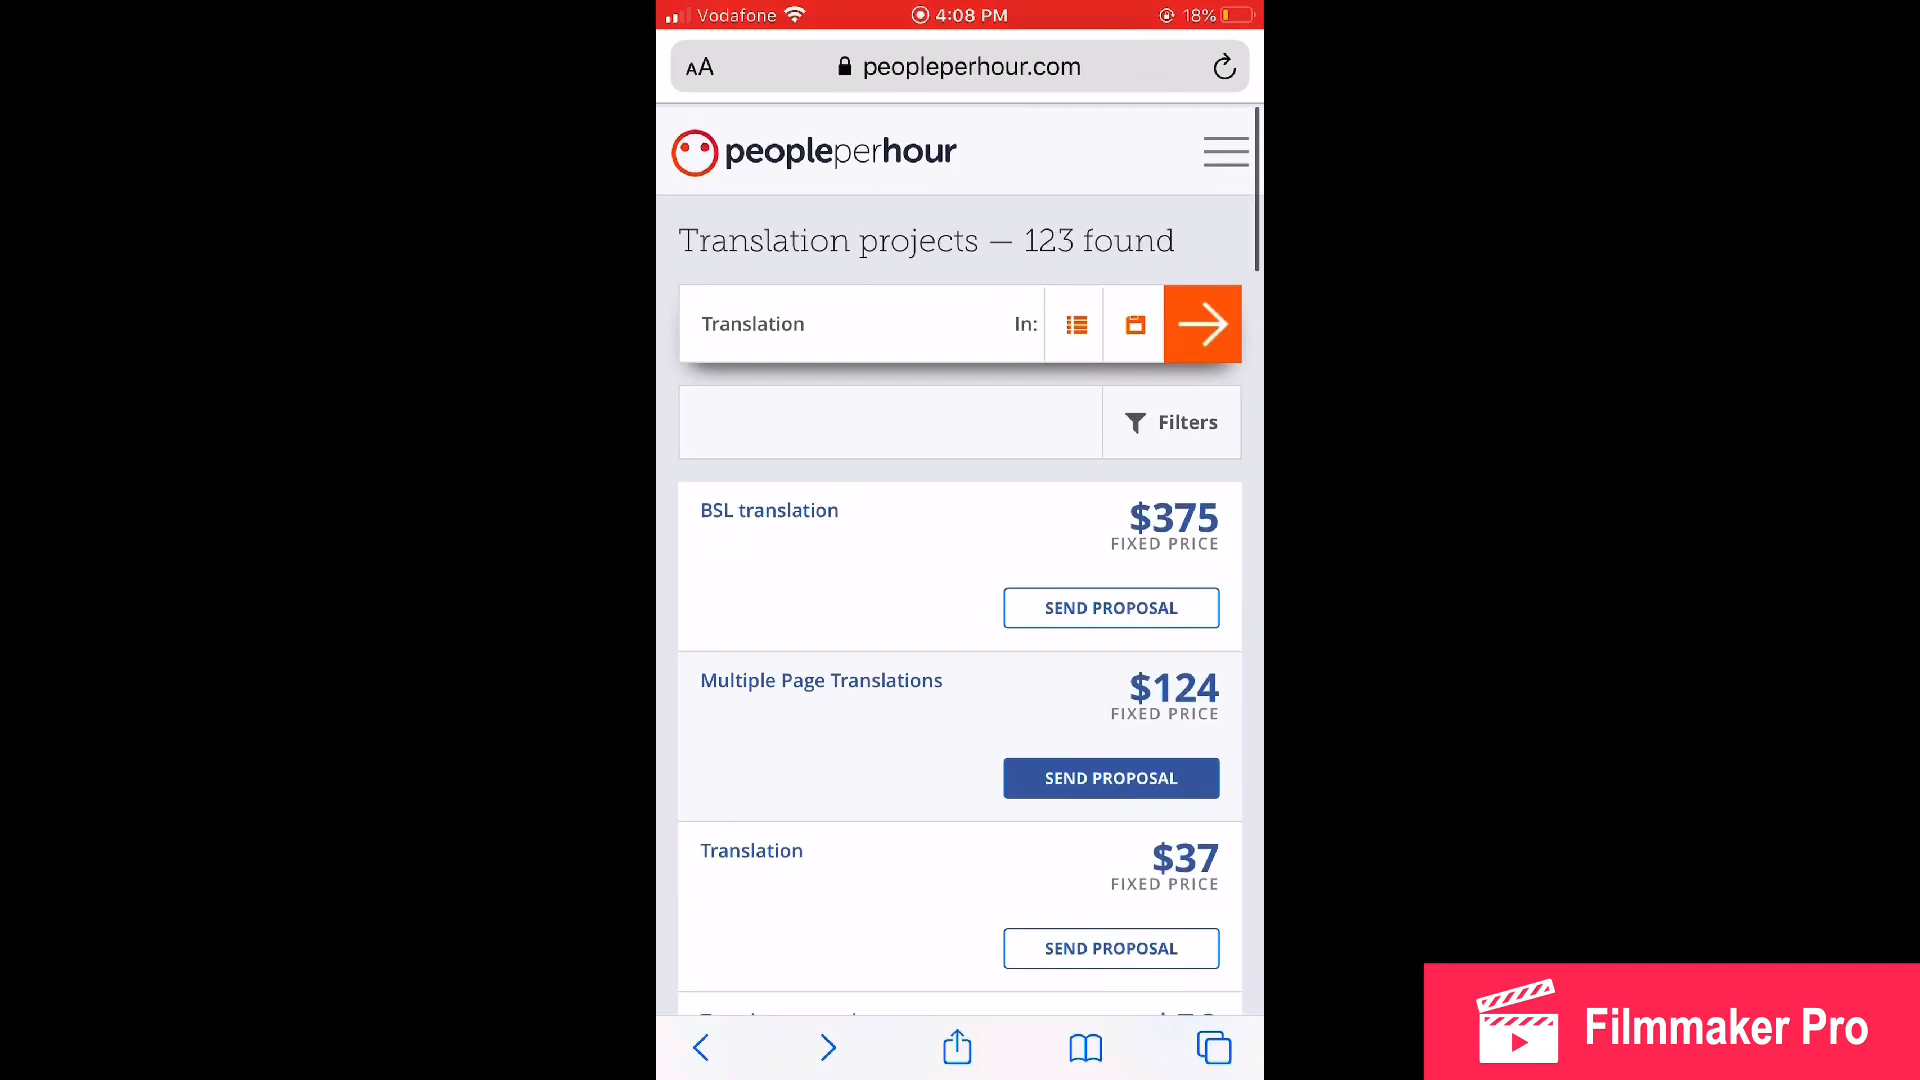 Vodafone 4:08 PM 18%
AA peopleperhour.com
peopleperhour
Translation projects — 123 found
Translation In:
Filters
BSL translation $375
FIXED PRICE
SEND PROPOSAL
Multiple Page Translations $124
FIXED PRICE
SEND PROPOSAL
Translation $37
FIXED PRICE
SEND PROPOSAL
Filmmaker Pro